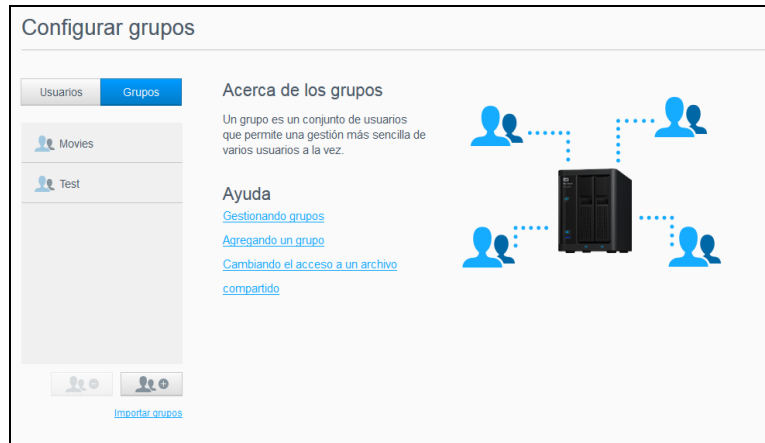 Configurar grupos
Usuarios
Grupos
Movies
Test
Importar grupos
Acerca de los grupos
Un grupo es un conjunto de usuarios
que permite una gestión más sencilla de
varios usuarios a la vez.
Ayuda
Gestionando grupos
Agregando un grupo
Cambiando el acceso a un archivo
compartido